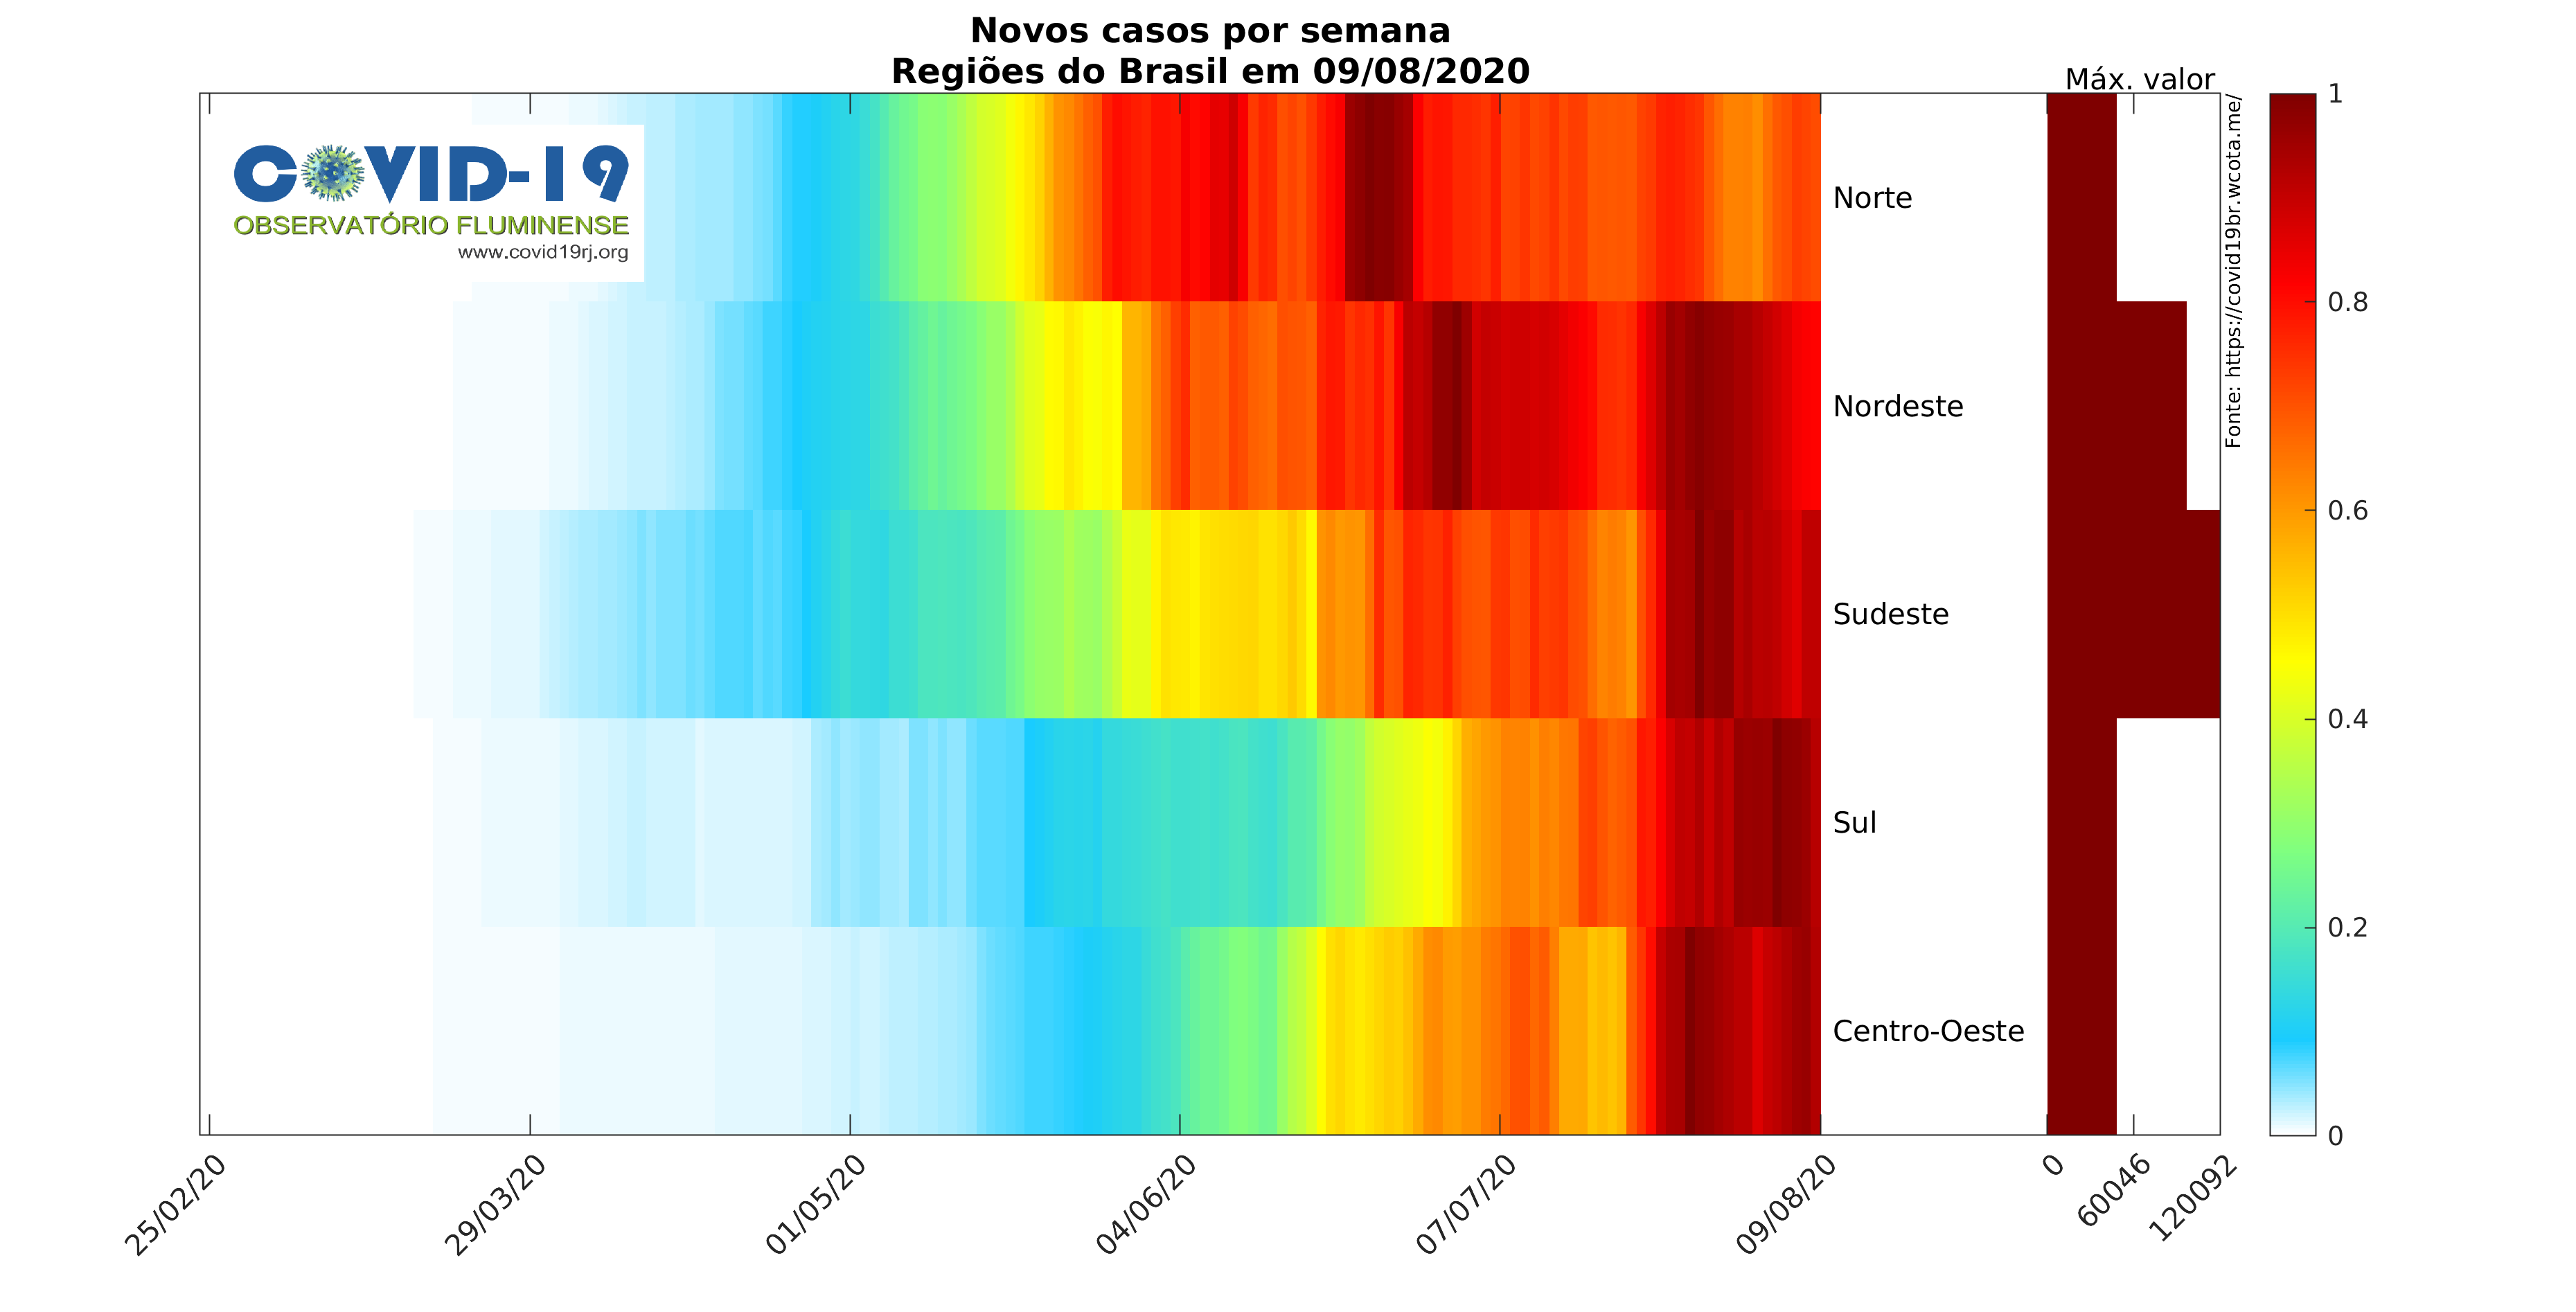 Novos casos por semana
Regiões do Brasil em 09/08/2020
Máx. valor
COVID-19
OBSERVATÓRIO FLUMINENSE
www.covid19rj.org
Norte
Nordeste
Sudeste
Sul
Centro-Oeste
Fonte: https://covid19br.wcota.me/
1
0.8
0.6
0.4
0.2
0
25/02/20
29/03/20
01/05/20
04/06/20
07/07/20
09/08/20
0
60046
120092